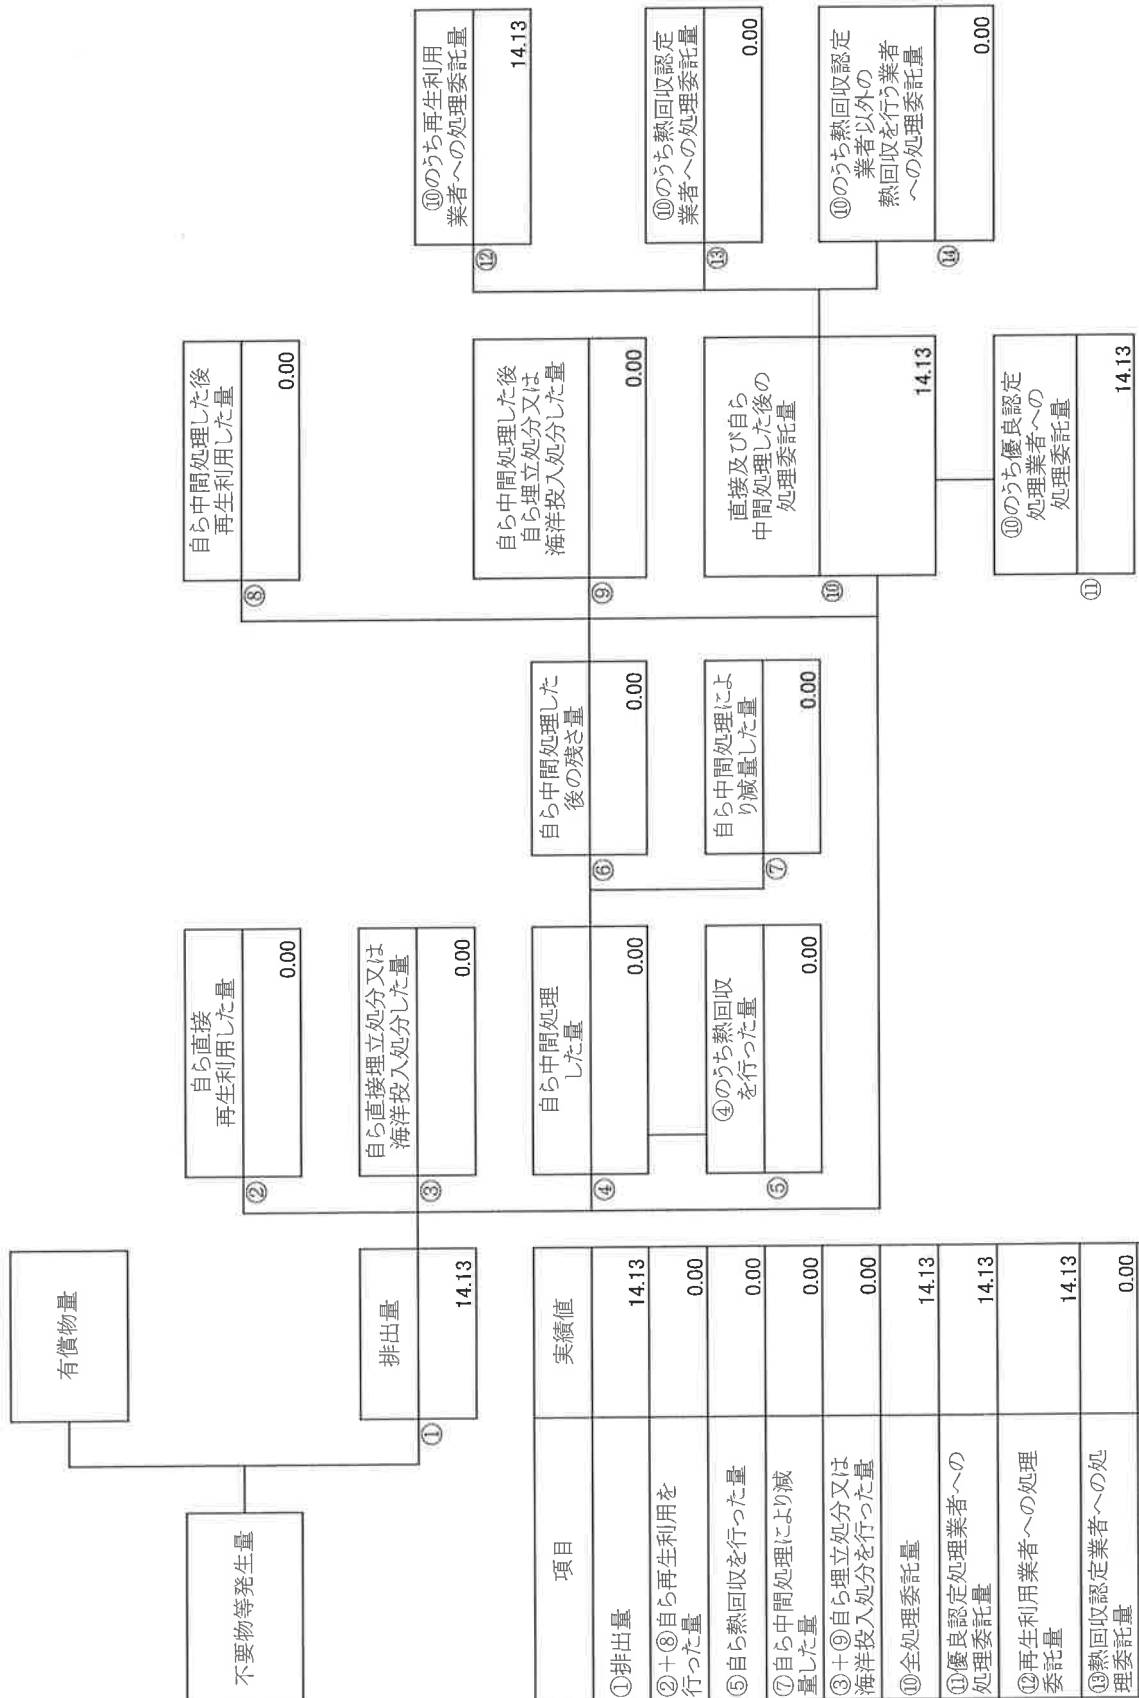 不要物等発生量
有償物量
①
排出量
14.13
②
自ら直接
再生利用した量
0.00
③
自ら直接埋立処分又は
海洋投入処分した量
0.00
④
自ら中間処理
した量
0.00
⑤
④のうち熱回収
を行った量
0.00
⑥
自ら中間処理した
後の残さ量
0.00
⑦
自ら中間処理によ
り減量した量
0.00
⑧
自ら中間処理した後
再生利用した量
0.00
⑨
自ら中間処理した後
自ら埋立処分又は
海洋投入処分した量
0.00
⑩
直接及び自ら
中間処理した後の
処理委託量
14.13
⑪
⑩のうち優良認定
処理業者への
処理委託量
14.13
⑫
⑩のうち再生利用
業者への処理委託量
14.13
⑬
⑩のうち熱回収認定
業者への処理委託量
0.00
⑭
⑩のうち熱回収認定
業者以外の
熱回収を行う業者
への処理委託量
0.00
項目
実績値
①排出量
14.13
②+⑧自ら再生利用を
行った量
0.00
⑤自ら熱回収を行った量
0.00
⑦自ら中間処理により減
量した量
0.00
③+⑨自ら埋立処分又は
海洋投入処分を行った量
0.00
⑩全処理委託量
14.13
⑪優良認定処理業者への
処理委託量
14.13
⑫再生利用業者への処理
委託量
14.13
⑬熱回収認定業者への処
理委託量
0.00